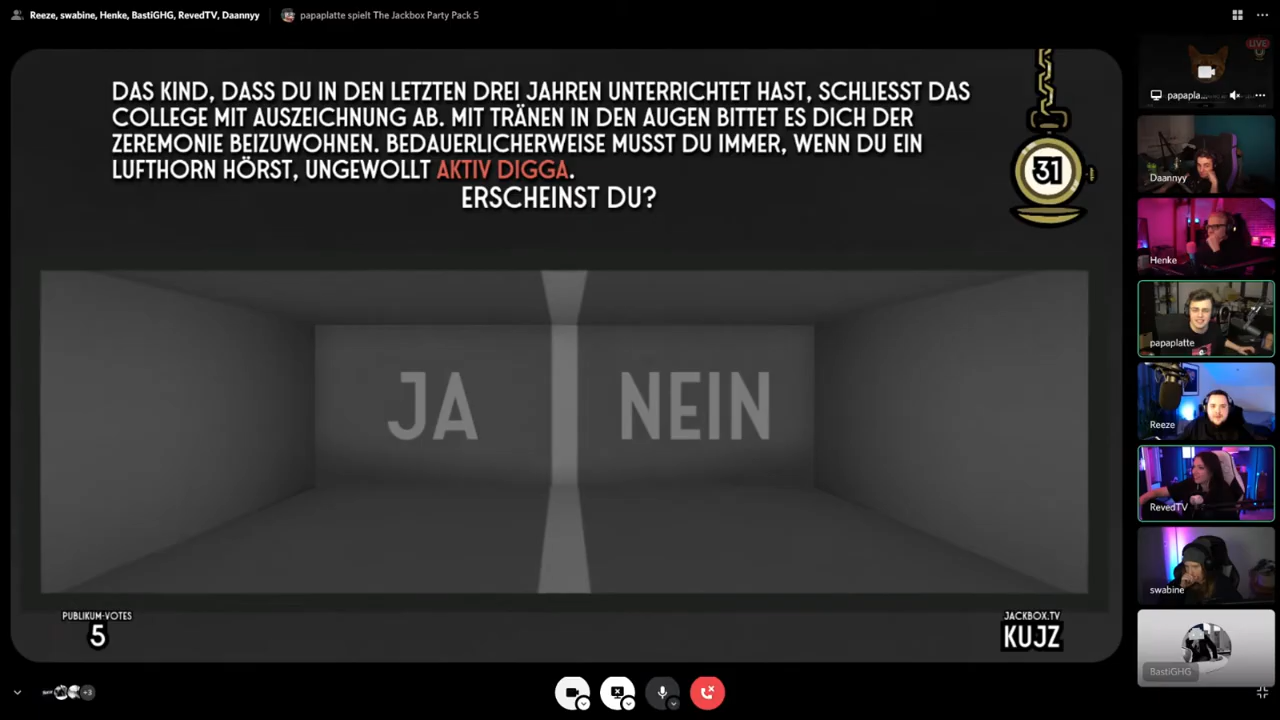 Reeze, swabine, Henke, BastiGHG, RevedTV, Daannyy
papaplatte spielt The Jackbox Party Pack 5
DAS KIND, DASS DU IN DEN LETZTEN DREI JAHREN UNTERRICHTET HAST, SCHLIESST DAS
COLLEGE MIT AUSZEICHNUNG AB. MIT TRÄNEN IN DEN AUGEN BITTET ES DICH DER
ZEREMONIE BEIZUWOHNEN. BEDAUERLICHERWEISE MUSST DU IMMER, WENN DU EIN
LUFTHORN HÖRST, UNGEWOLLT AKTIV DIGGA.
ERSCHEINST DU?
31
JA
NEIN
PUBLIKUM-VOTES
5
JACKBOX.TV
KUJZ
LIVE
papapla...
Daannyy
Henke
papaplatte
Reeze
RevedTV
swabine
BastiGHG
+3